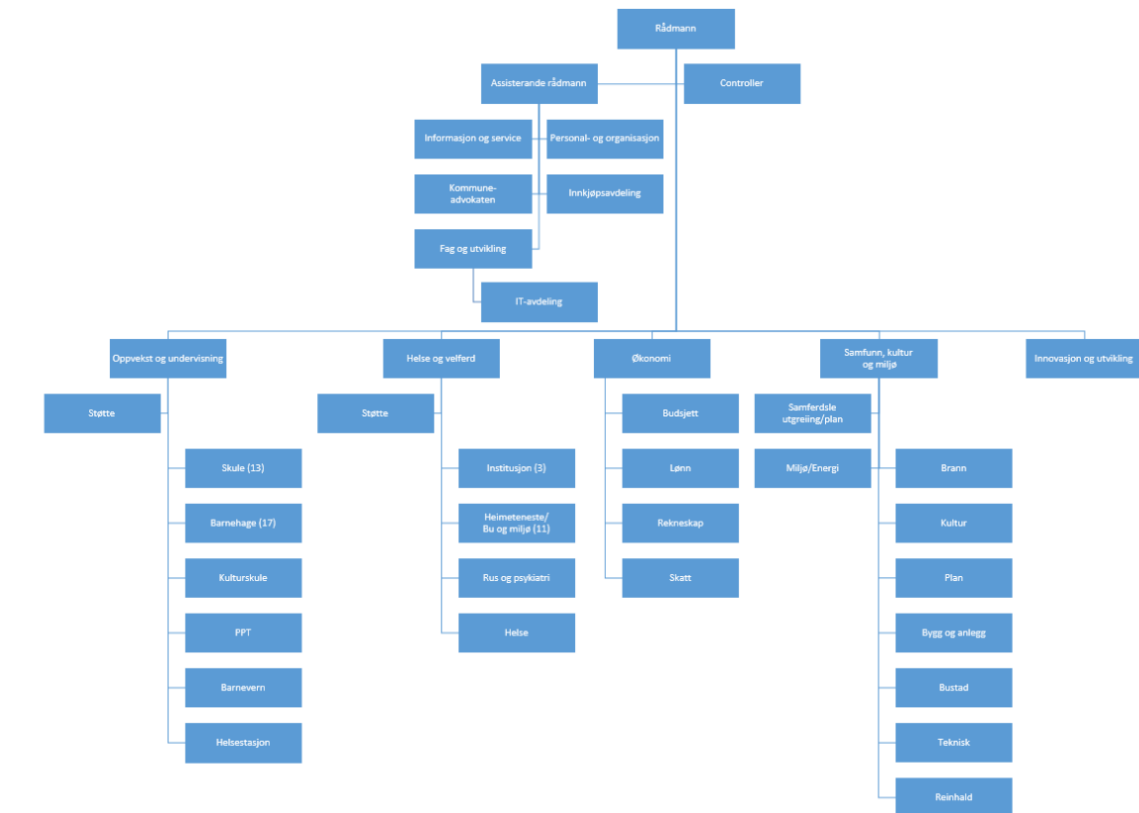 Rådmann
Assisterande rådmann
Controller
Informasjon og service
Personal- og organisasjon
Kommune-
advokaten
Innkjøpsavdeling
Fag og utvikling
IT-avdeling
Oppvekst og undervisning
Helse og velferd
Økonomi
Samfunn, kultur
og miljø
Innovasjon og utvikling
Støtte
Skule (13)
Barnehage (17)
Kulturskule
PPT
Barnevern
Helsestasjon
Støtte
Institusjon (3)
Heimeteneste/
Bu og miljø (11)
Rus og psykiatri
Helse
Budsjett
Lønn
Rekneskap
Skatt
Samferdsle
utgreiing/plan
Miljø/Energi
Brann
Kultur
Plan
Bygg og anlegg
Bustad
Teknisk
Reinhald